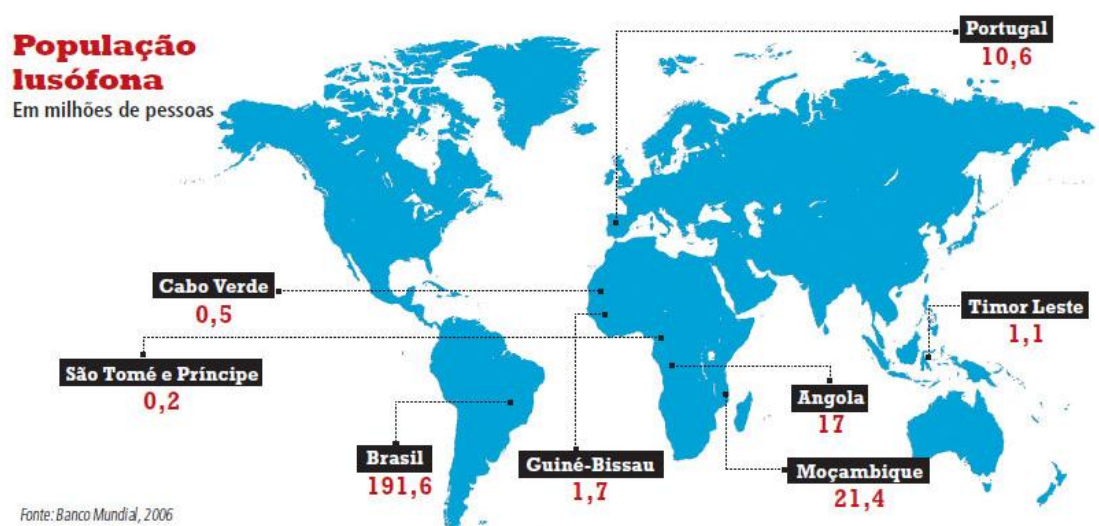 População
lusófona
Em milhões de pessoas
Portugal
10,6
Cabo Verde
0,5
Timor Leste
1,1
São Tomé e Príncipe
0,2
Angola
17
Brasil
191,6
Guiné-Bissau
1,7
Moçambique
21,4
Fonte: Banco Mundial, 2006